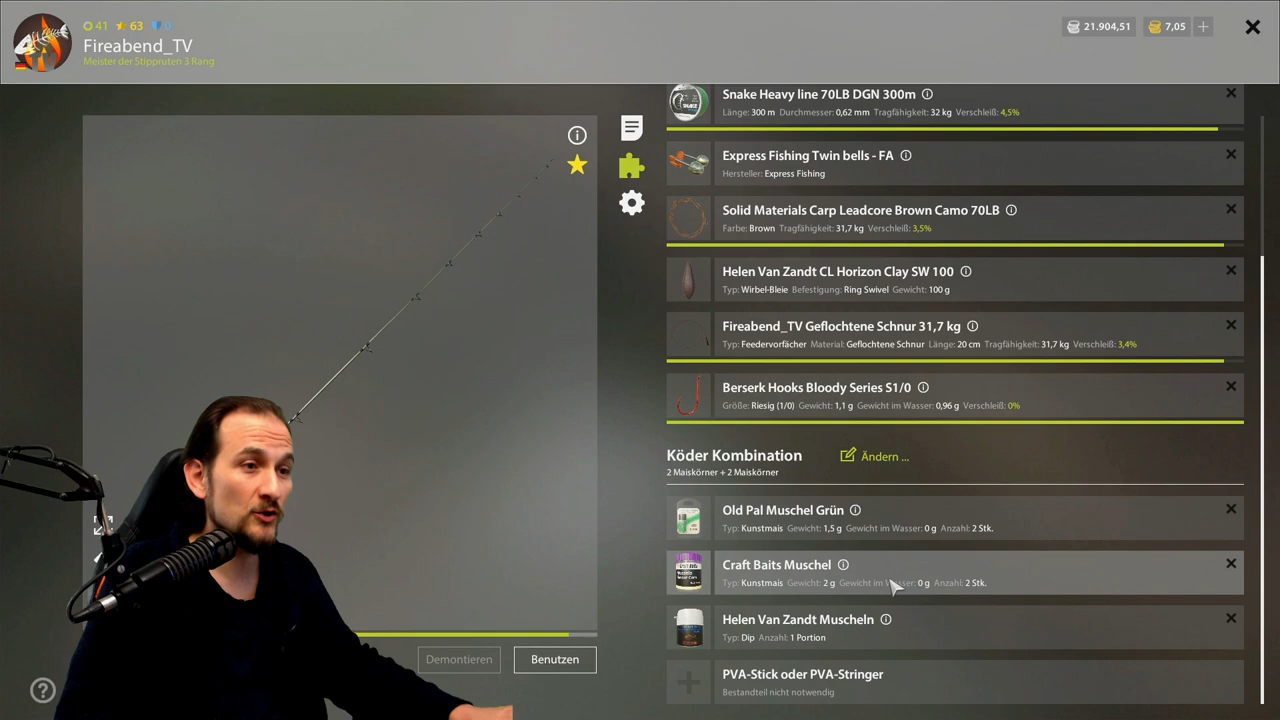 41 63 0
Fireabend_TV
Meister der Stippruten 3 Rang
21.904,51
7,05
Snake Heavy line 70LB DGN 300m
Länge: 300 m Durchmesser: 0,62 mm Tragfähigkeit: 32 kg Verschleiß: 4,5%
Express Fishing Twin bells - FA
Hersteller: Express Fishing
Solid Materials Carp Leadcore Brown Camo 70LB
Farbe: Brown Tragfähigkeit: 31,7 kg Verschleiß: 3,5%
Helen Van Zandt CL Horizon Clay SW 100
Typ: Wirbel-Bleie Befestigung: Ring Swivel Gewicht: 100 g
Fireabend_TV Geflochtene Schnur 31,7 kg
Typ: Feedervorfächer Material: Geflochtene Schnur Länge: 20 cm Tragfähigkeit: 31,7 kg Verschleiß: 3,4%
Berserk Hooks Bloody Series S1/0
Größe: Riesig (1/0) Gewicht: 1,1 g Gewicht im Wasser: 0,96 g Verschleiß: 0%
Köder Kombination
Ändern ...
2 Maiskörner + 2 Maiskörner
Old Pal Muschel Grün
Typ: Kunstmais Gewicht: 1,5 g Gewicht im Wasser: 0 g Anzahl: 2 Stk.
Craft Baits Muschel
Typ: Kunstmais Gewicht: 2 g Gewicht im Wasser: 0 g Anzahl: 2 Stk.
Helen Van Zandt Muscheln
Typ: Dip Anzahl: 1 Portion
PVA-Stick oder PVA-Stringer
Bestandteil nicht notwendig
Demontieren
Benutzen